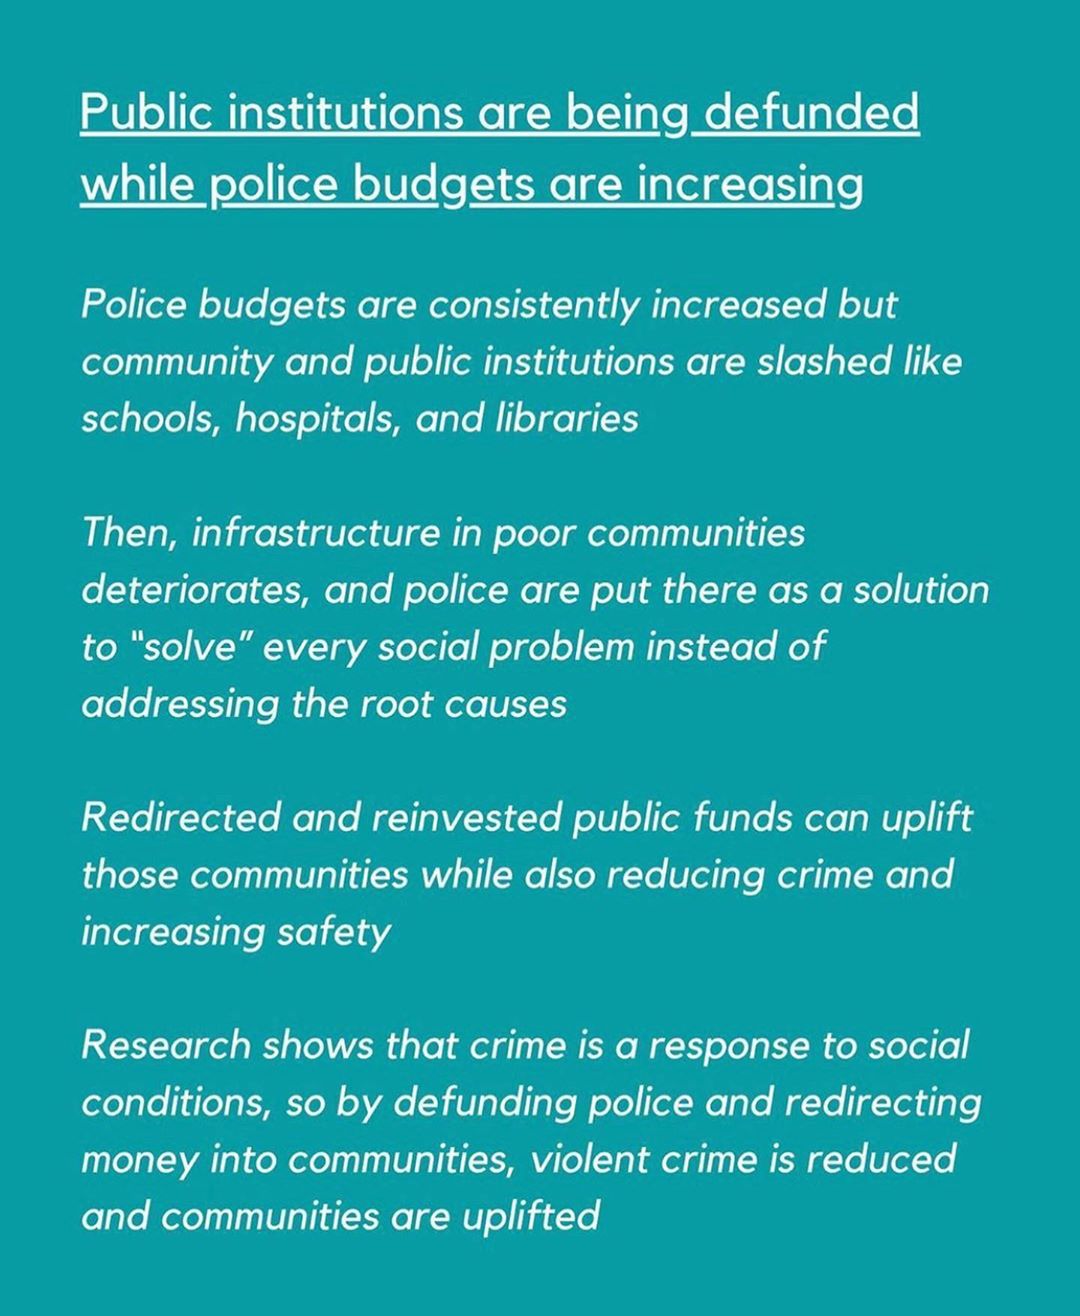 Public institutions are being defunded
while police budgets are increasing
Police budgets are consistently increased but
community and public institutions are slashed like
schools, hospitals, and libraries
Then, infrastructure in poor communities
deteriorates, and police are put there as a solution
to "solve” every social problem instead of
addressing the root causes
Redirected and reinvested public funds can uplift
those communities while also reducing crime and
increasing safety
Research shows that crime is a response to social
conditions, so by defunding police and redirecting
money into communities, violent crime is reduced
and communities are uplifted